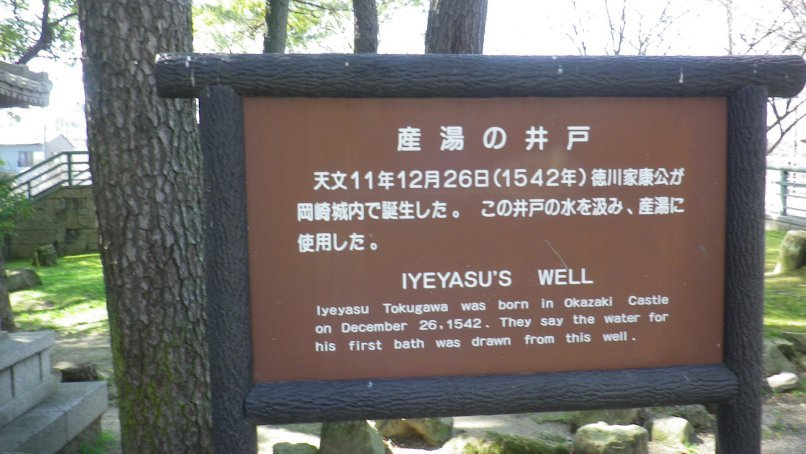 産湯の井戸
天文11年12月26日(1542年)徳川家康公が
岡崎城内で誕生した。 この井戸の水を汲み、産湯に
使用した。
IYEYASU'S WELL
Iyeyasu Tokugawa was born in Okazaki Castle
on December 26,1542. They say the water for
his first bath was drawn from this well.